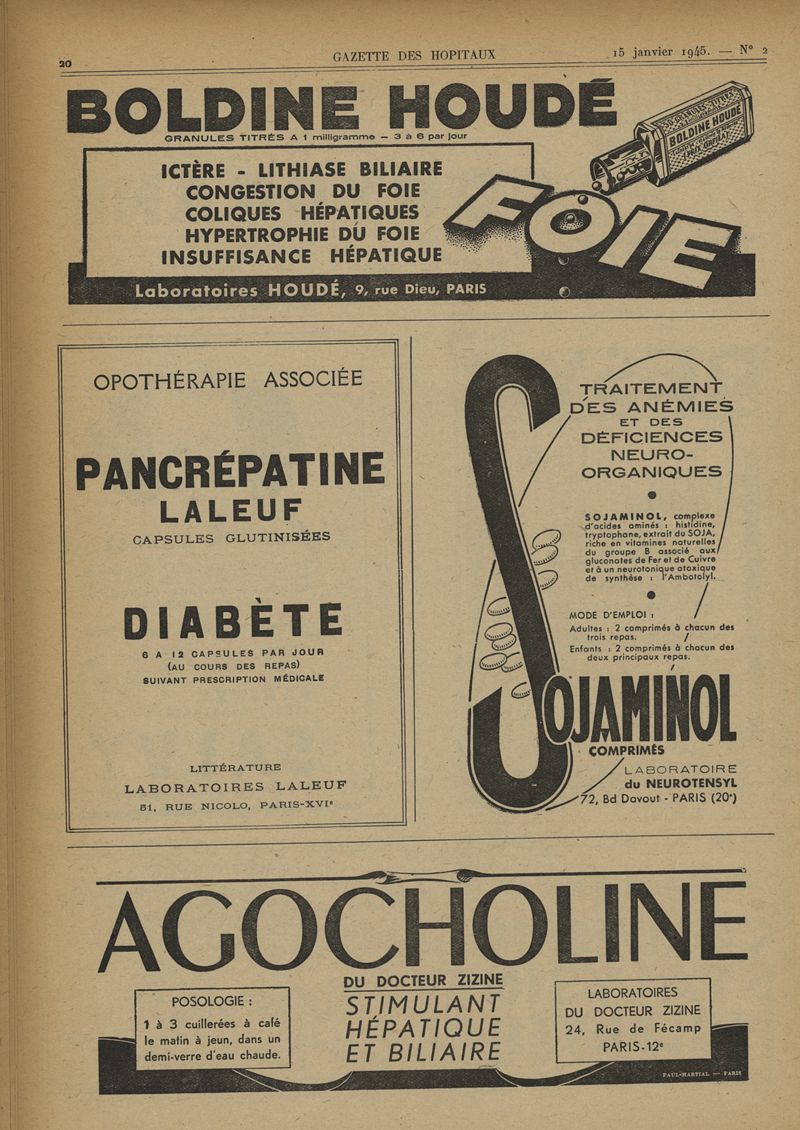 20
GAZETTE DES HOPITAUX
15 janvier 1945. — N° 2
BOLDINE HOUDÉ
GRANULES TITRÉS A 1 milligramme — 3 à 6 par jour
ICTÈRE - LITHIASE BILIAIRE
CONGESTION DU FOIE
COLIQUES HÉPATIQUES
HYPERTROPHIE DU FOIE
INSUFFISANCE HÉPATIQUE
BOLDINE HOUDÉ
FOIE
Laboratoires HOUDÉ, 9, rue Dieu, PARIS
OPOTHÉRAPIE ASSOCIÉE
PANCRÉPATINE
LALEUF
CAPSULES GLUTINISÉES
DIABÈTE
6 A 12 CAPSULES PAR JOUR
(AU COURS DES REPAS)
SUIVANT PRESCRIPTION MÉDICALE
LITTÉRATURE
LABORATOIRES LALEUF
51, RUE NICOLO, PARIS-XVIe
TRAITEMENT
DES ANÉMIES
ET DES
DÉFICIENCES
NEURO-
ORGANIQUES
SOJAMINOL, complexe
d'acides aminés : histidine,
tryptophane, extrait du SOJA,
riche en vitamines naturelles
du groupe B associé aux
gluconates de Fer et de Cuivre
et à un neurotonique atoxique
de synthèse : l'Ambotolyl.
MODE D'EMPLOI :
Adultes : 2 comprimés à chacun des
trois repas.
Enfants : 2 comprimés à chacun des
deux principaux repas.
SOJAMINOL
COMPRIMÉS
LABORATOIRE
du NEUROTENSYL
72, Bd Davout - PARIS (20e)
AGOCHOLINE
DU DOCTEUR ZIZINE
STIMULANT
HÉPATIQUE
ET BILIAIRE
POSOLOGIE :
1 à 3 cuillerées à café
le matin à jeun, dans un
demi-verre d'eau chaude.
LABORATOIRES
DU DOCTEUR ZIZINE
24, Rue de Fécamp
PARIS-12e
PAUL-MARTIAL — PARIS